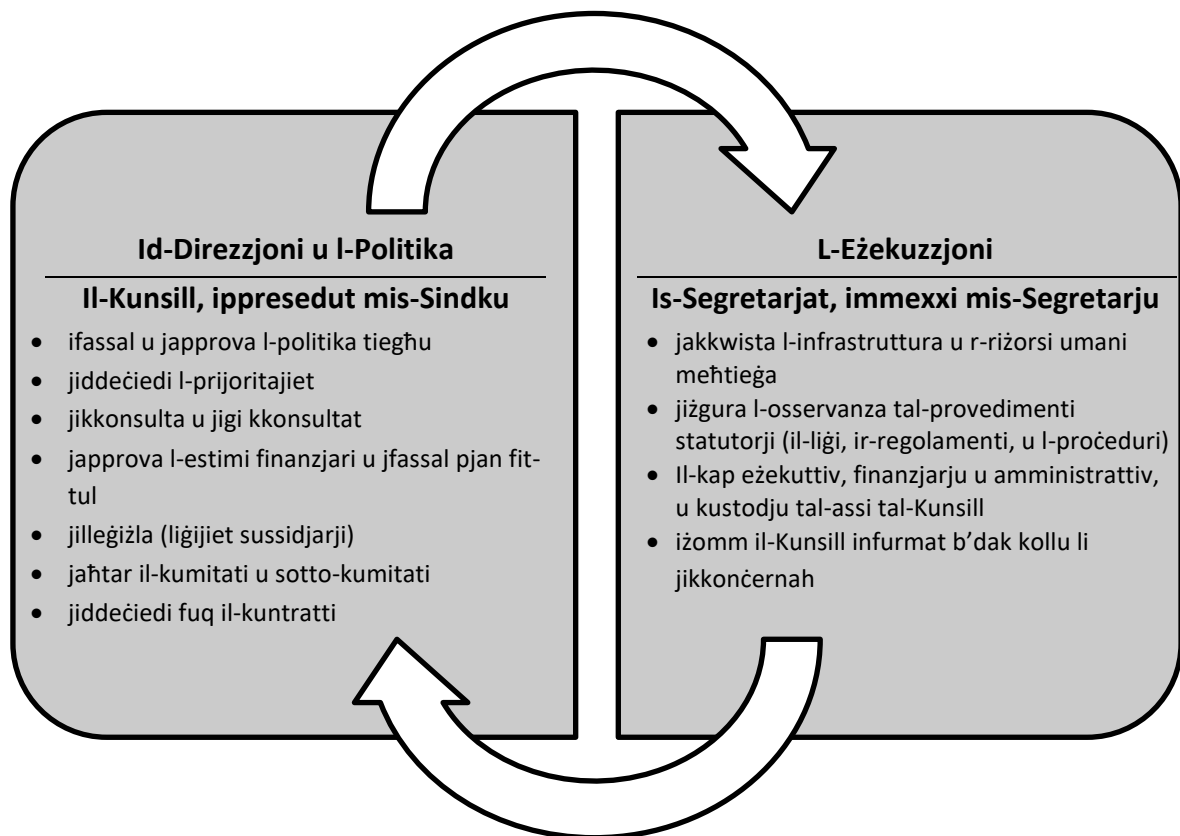 Id-Direzzjoni u l-Politika
Il-Kunsill, ippresedut mis-Sindku
• ifassal u japprova l-politika tiegħu
• jiddeċiedi l-prijoritajiet
• jikkonsulta u jigi kkonsultat
• japprova l-estimi finanzjari u jfassal pjan fit-
tul
• jilleġiżla (liġijiet sussidjarji)
• jaħtar il-kumitati u sotto-kumitati
• jiddeċiedi fuq il-kuntratti
L-Eżekuzzjoni
Is-Segretarjat, immexxi mis-Segretarju
• jakkwista l-infrastruttura u r-riżorsi umani
meħtieġa
• jiżgura l-osservanza tal-provedimenti
statutorji (il-liġi, ir-regolamenti, u l-proċeduri)
• Il-kap eżekuttiv, finanzjarju u amministrattiv,
u kustodju tal-assi tal-Kunsill
• iżomm il-Kunsill infurmat b’dak kollu li
jikkonċernah